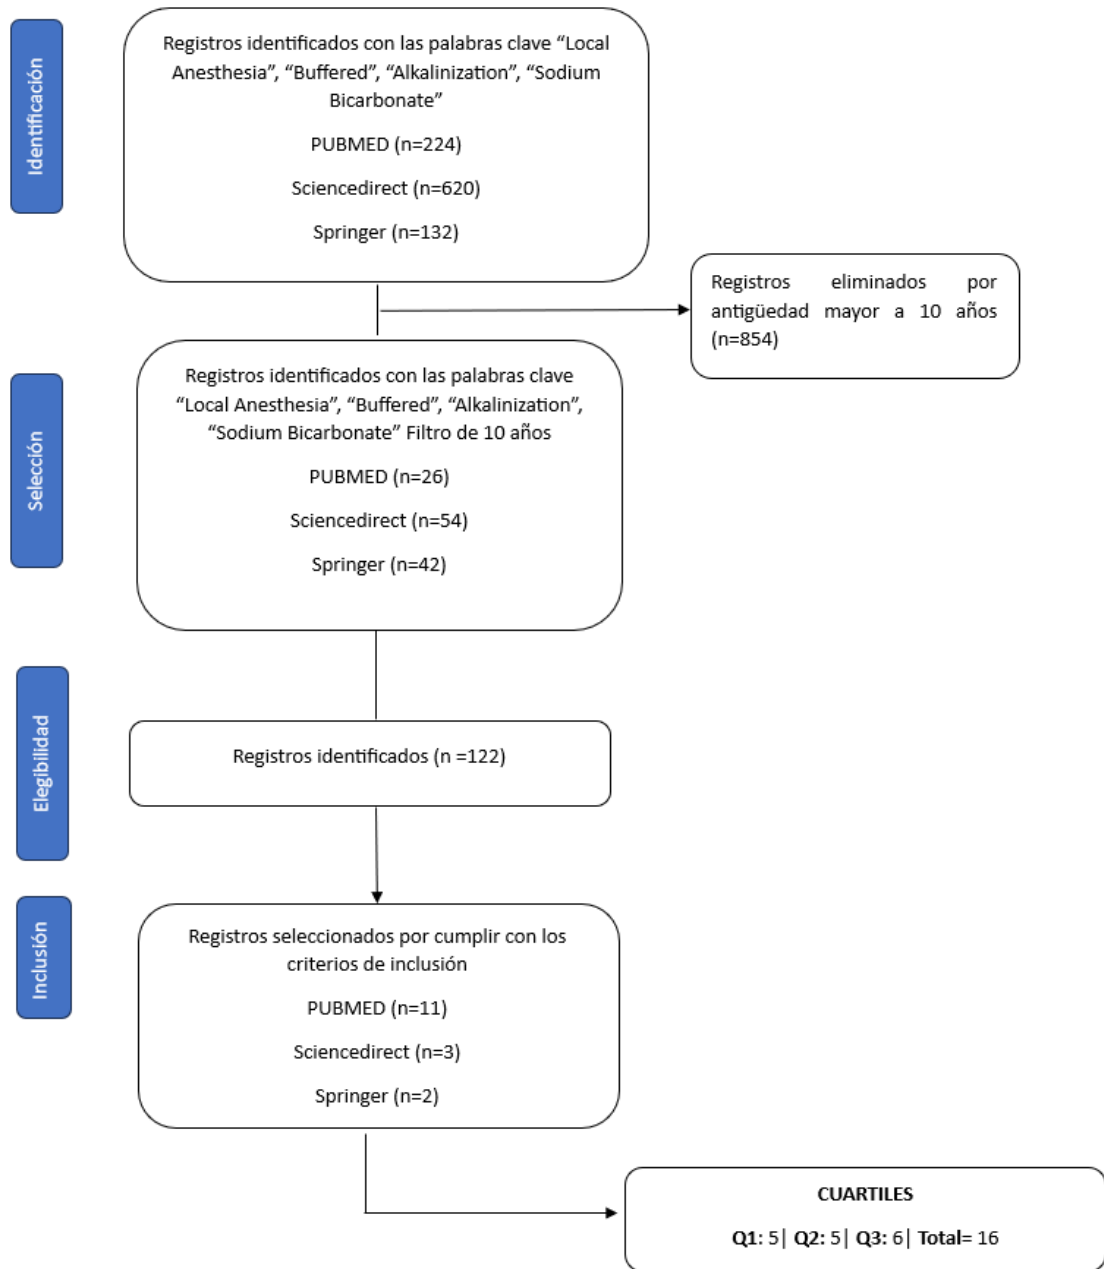 Identificación
Registros identificados con las palabras clave “Local
Anesthesia”, “Buffered”, “Alkalinization”, “Sodium
Bicarbonate”
PUBMED (n=224)
Sciencedirect (n=620)
Springer (n=132)
Registros eliminados por
antigüedad mayor a 10 años
(n=854)
Selección
Registros identificados con las palabras clave
“Local Anesthesia”, “Buffered”, “Alkalinization”,
“Sodium Bicarbonate” Filtro de 10 años
PUBMED (n=26)
Sciencedirect (n=54)
Springer (n=42)
Elegibilidad
Registros identificados (n =122)
Inclusión
Registros seleccionados por cumplir con los
criterios de inclusión
PUBMED (n=11)
Sciencedirect (n=3)
Springer (n=2)
CUARTILES
Q1: 5| Q2: 5| Q3: 6| Total= 16